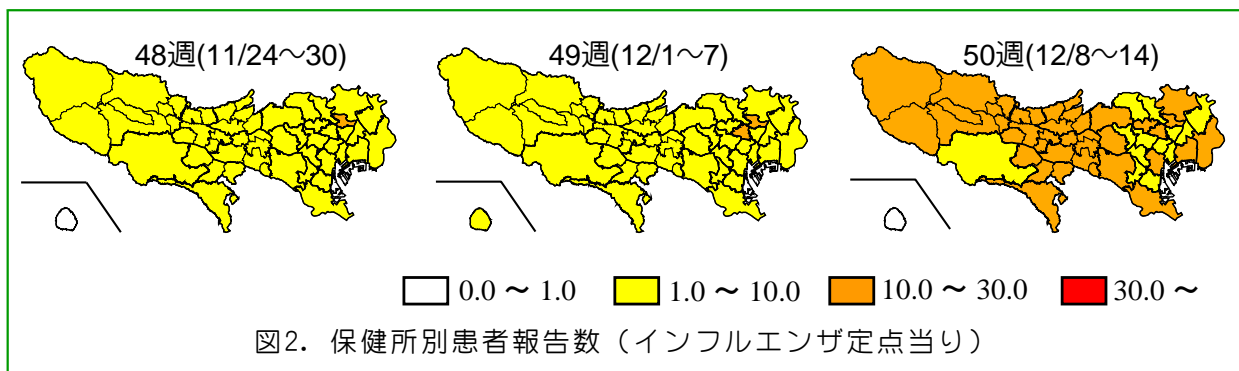 48週(11/24～30) 49週(12/1～7) 50週(12/8～14)
0.0 ～ 1.0 1.0 ～ 10.0 10.0 ～ 30.0 30.0 ～
図2. 保健所別患者報告数（インフルエンザ定点当り）